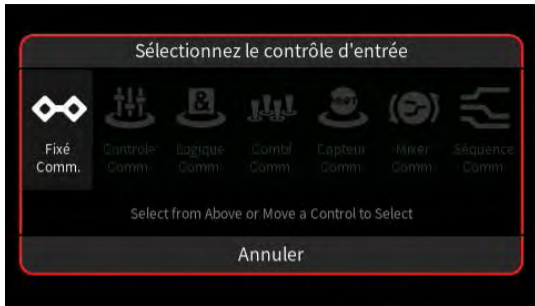 Sélectionnez le contrôle d'entrée
Fixé Controle Logique Combi Capteur Mixer Séquence
Comm. Comm. Comm. Comm. Comm. Comm. Comm.
Select from Above or Move a Control to Select
Annuler